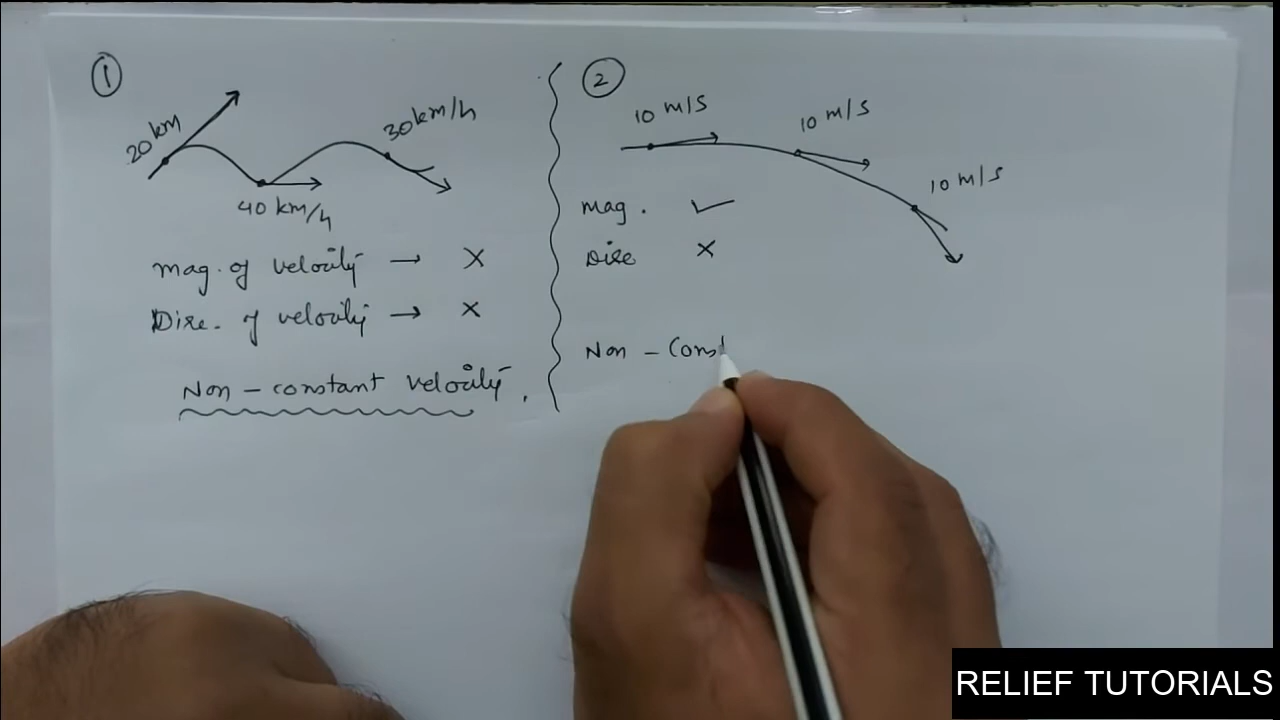 1
20 km
30 km/h
40 km/h
Mag. of velocity → X
Dire. of velocity → X
Non - constant velocity.
2
10 m/s
10 m/s
10 m/s
Mag. ✓
Dire X
Non - Const
RELIEF TUTORIALS